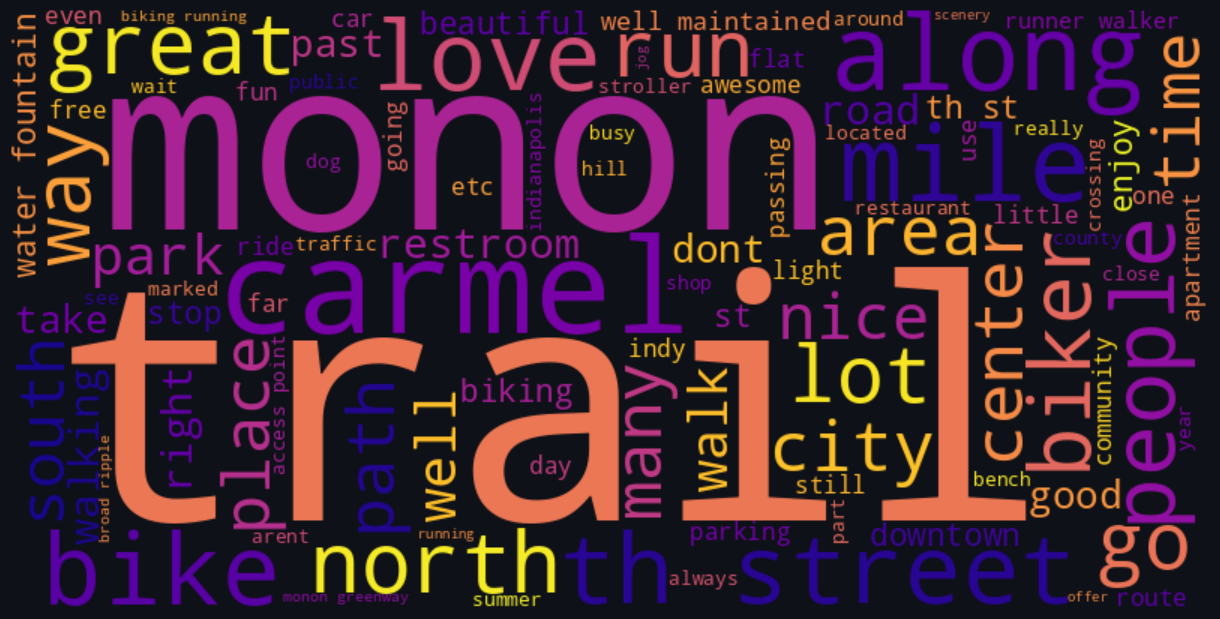 even
biking running
car
beautiful
well maintained
around
scenery
runner walker
great
past
love
run
jog
flat
along
time
water fountain
wait
fun
public
stroller
awesome
free
way
monon
dog
going
etc
indianapolis
busy
hill
passing
road
th st
located
mile
use
really
enjoy
crossing
one
restaurant
little
park
ride
traffic
restroom
dont
area
light
county
close
apartment
see
marked
far
carmel
shop
st
nice
center
biker
people
take
stop
trail
indy
lot
south
walking
right
place
access point
path
well
biking
day
many
walk
city
still
bench
community
year
broad ripple
good
bike
arent
north
running
th street
parking
part
downtown
go
always
monon greenway
summer
offer
route